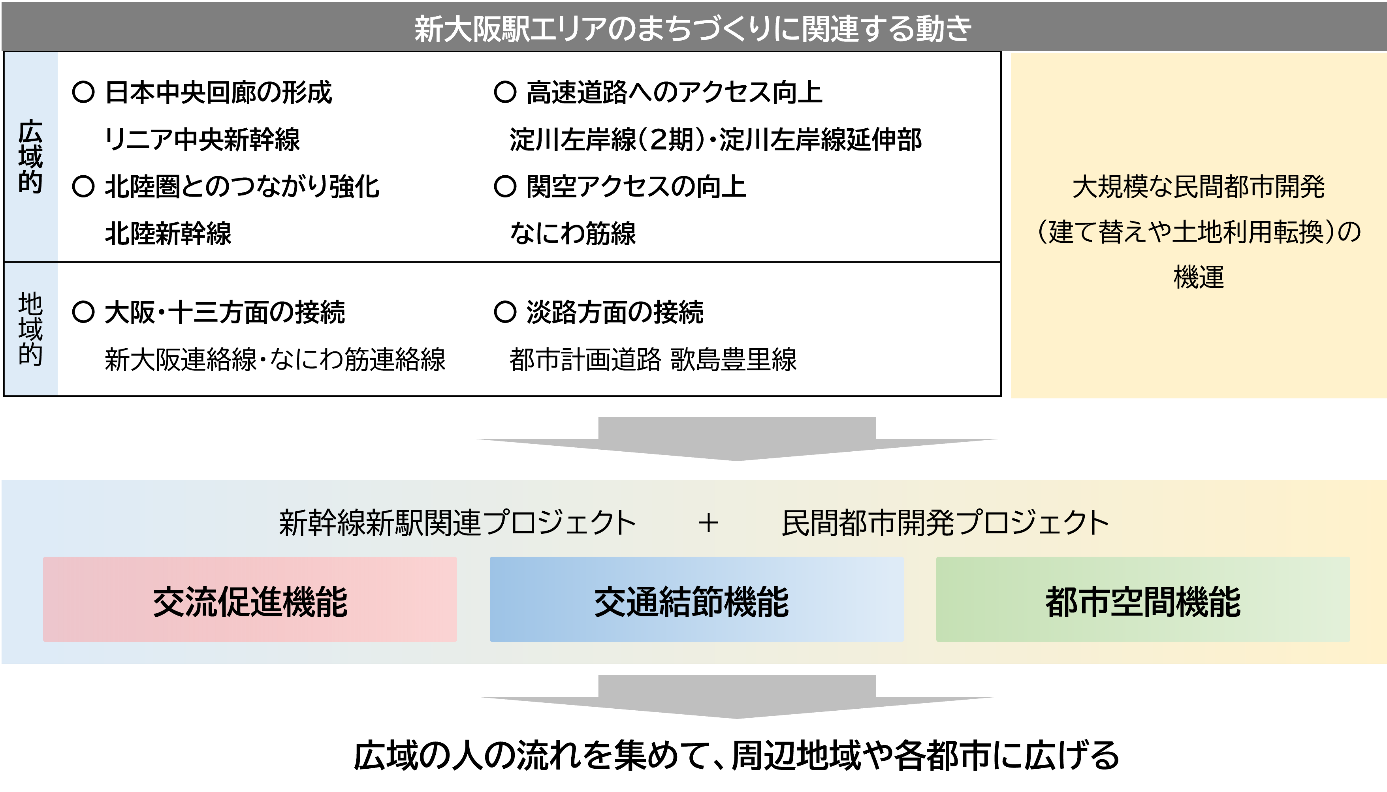 新大阪駅エリアのまちづくりに関連する動き
広域的
○ 日本中央回廊の形成
リニア中央新幹線
○ 北陸圏とのつながり強化
北陸新幹線
○ 高速道路へのアクセス向上
淀川左岸線(2期)・淀川左岸線延伸部
○ 関空アクセスの向上
なにわ筋線
地域的
○ 大阪・十三方面の接続
新大阪連絡線・なにわ筋連絡線
○ 淡路方面の接続
都市計画道路 歌島豊里線
大規模な民間都市開発
(建て替えや土地利用転換)の
機運
新幹線新駅関連プロジェクト + 民間都市開発プロジェクト
交流促進機能
交通結節機能
都市空間機能
広域の人の流れを集めて、周辺地域や各都市に広げる